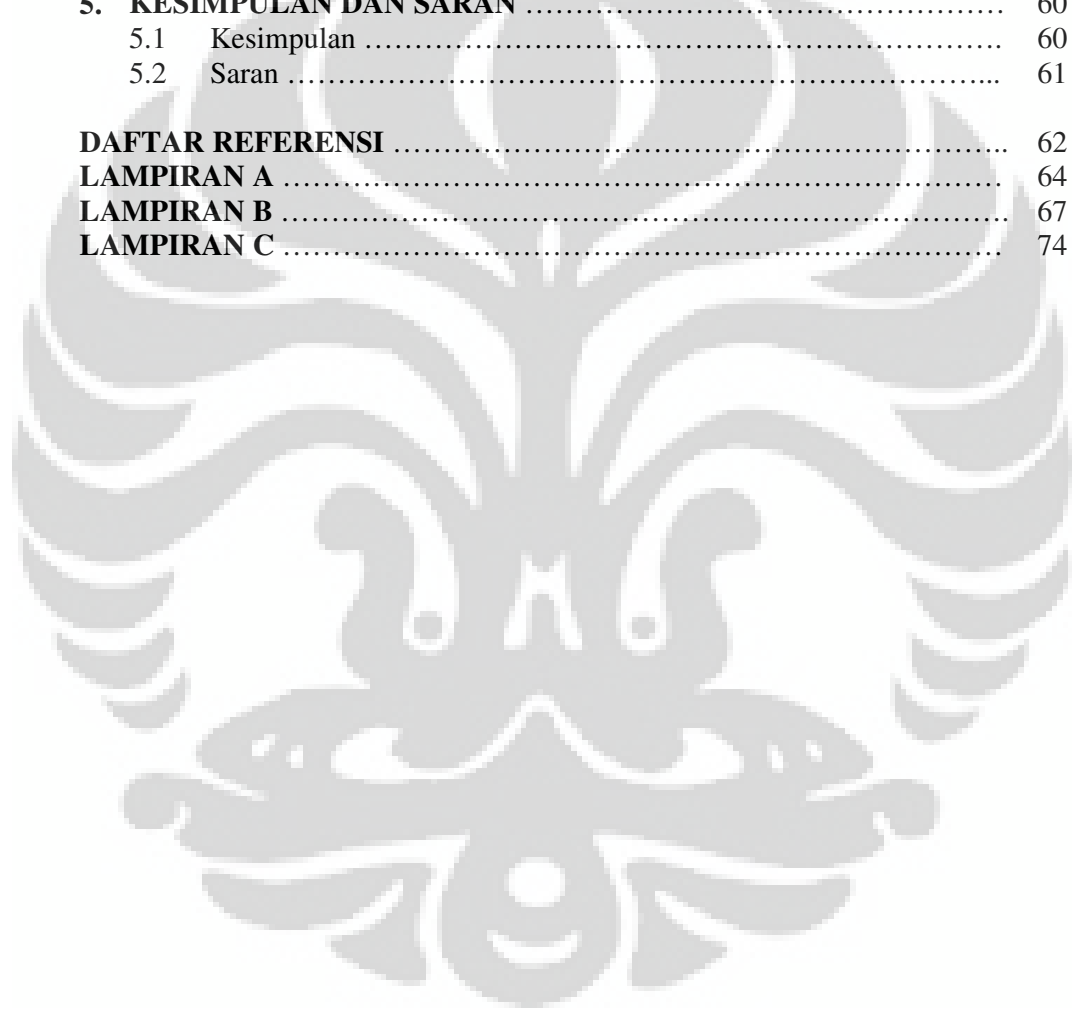 5. KESIMPULAN DAN SARAN ………………………………………… 60
5.1 Kesimpulan ………………………………………………………. 60
5.2 Saran ……………………………………………………………... 61
DAFTAR REFERENSI …………………………………………………….. 62
LAMPIRAN A ………………………………………………………………. 64
LAMPIRAN B ………………………………………………………………. 67
LAMPIRAN C ………………………………………………………………. 74